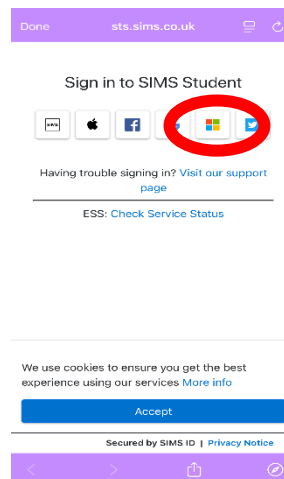 Done sts.sims.co.uk
Sign in to SIMS Student
SIMS
Having trouble signing in? Visit our support
page
ESS: Check Service Status
We use cookies to ensure you get the best
experience using our services More info
Accept
Secured by SIMS ID | Privacy Notice